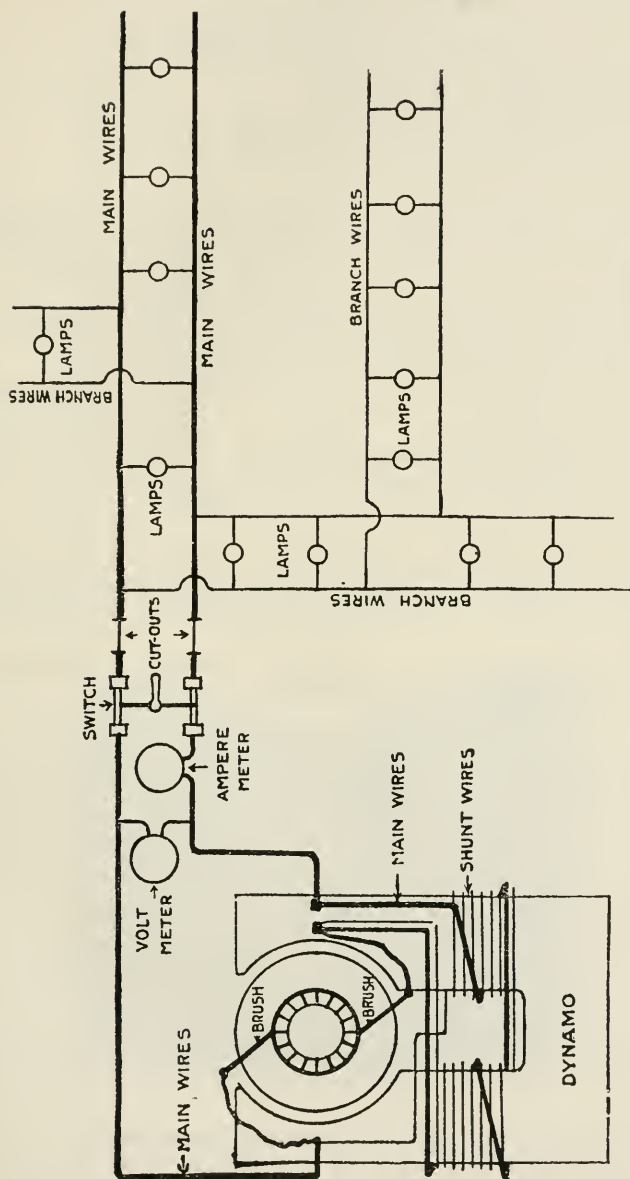 MAIN WIRES
MAIN WIRES
BRANCH WIRES
LAMPS
BRANCH WIRES
LAMPS
LAMPS
LAMPS
BRANCH WIRES
CUT-OUTS
SWITCH
AMPERE
METER
VOLT
METER
MAIN WIRES
SHUNT WIRES
BRUSH
BRUSH
MAIN WIRES
DYNAMO